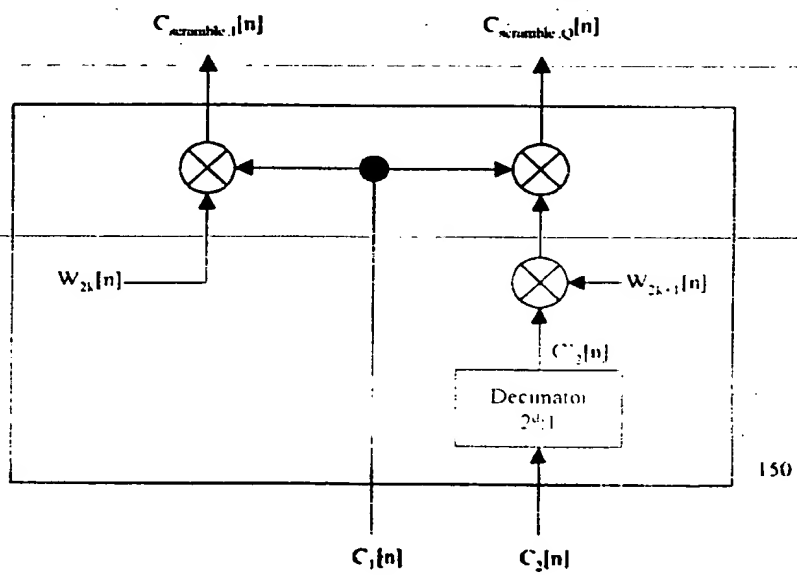 C_scramble,I[n] C_scramble,Q[n]
W_2k[n] W_2k+1[n]
C'_2[n]
Decimator
2^d:1
150
C_1[n] C_2[n]